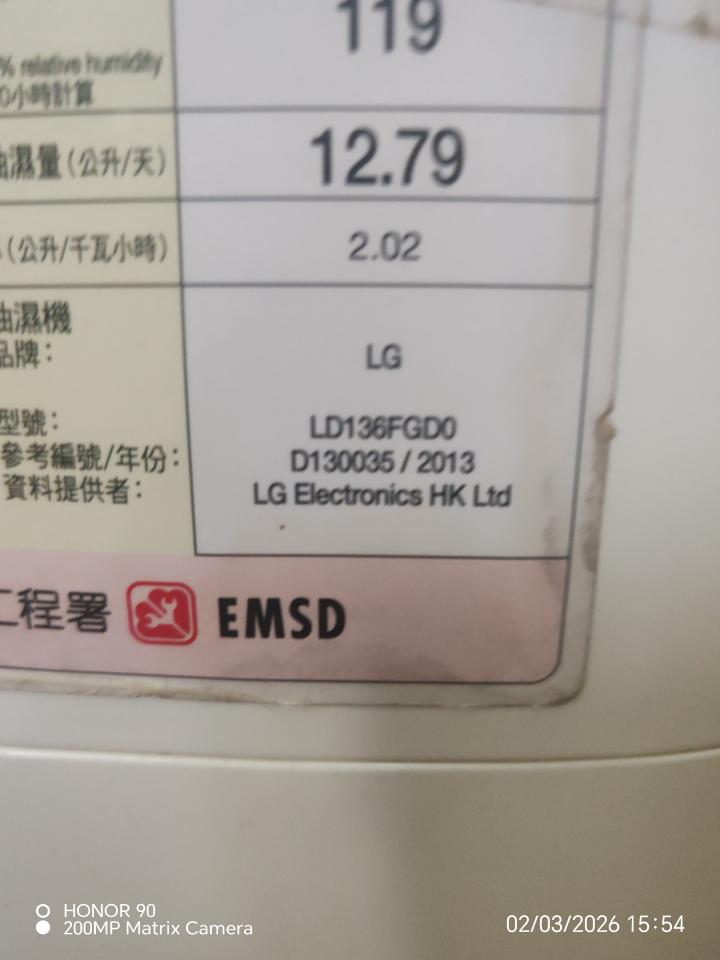 119
% relative humidity
0小時計算
抽濕量(公升/天)
12.79
(公升/千瓦小時)
2.02
抽濕機
品牌:
LG
型號:
LD136FGD0
參考編號/年份:
D130035 / 2013
資料提供者:
LG Electronics HK Ltd
工程署 EMSD
HONOR 90
200MP Matrix Camera
02/03/2026 15:54